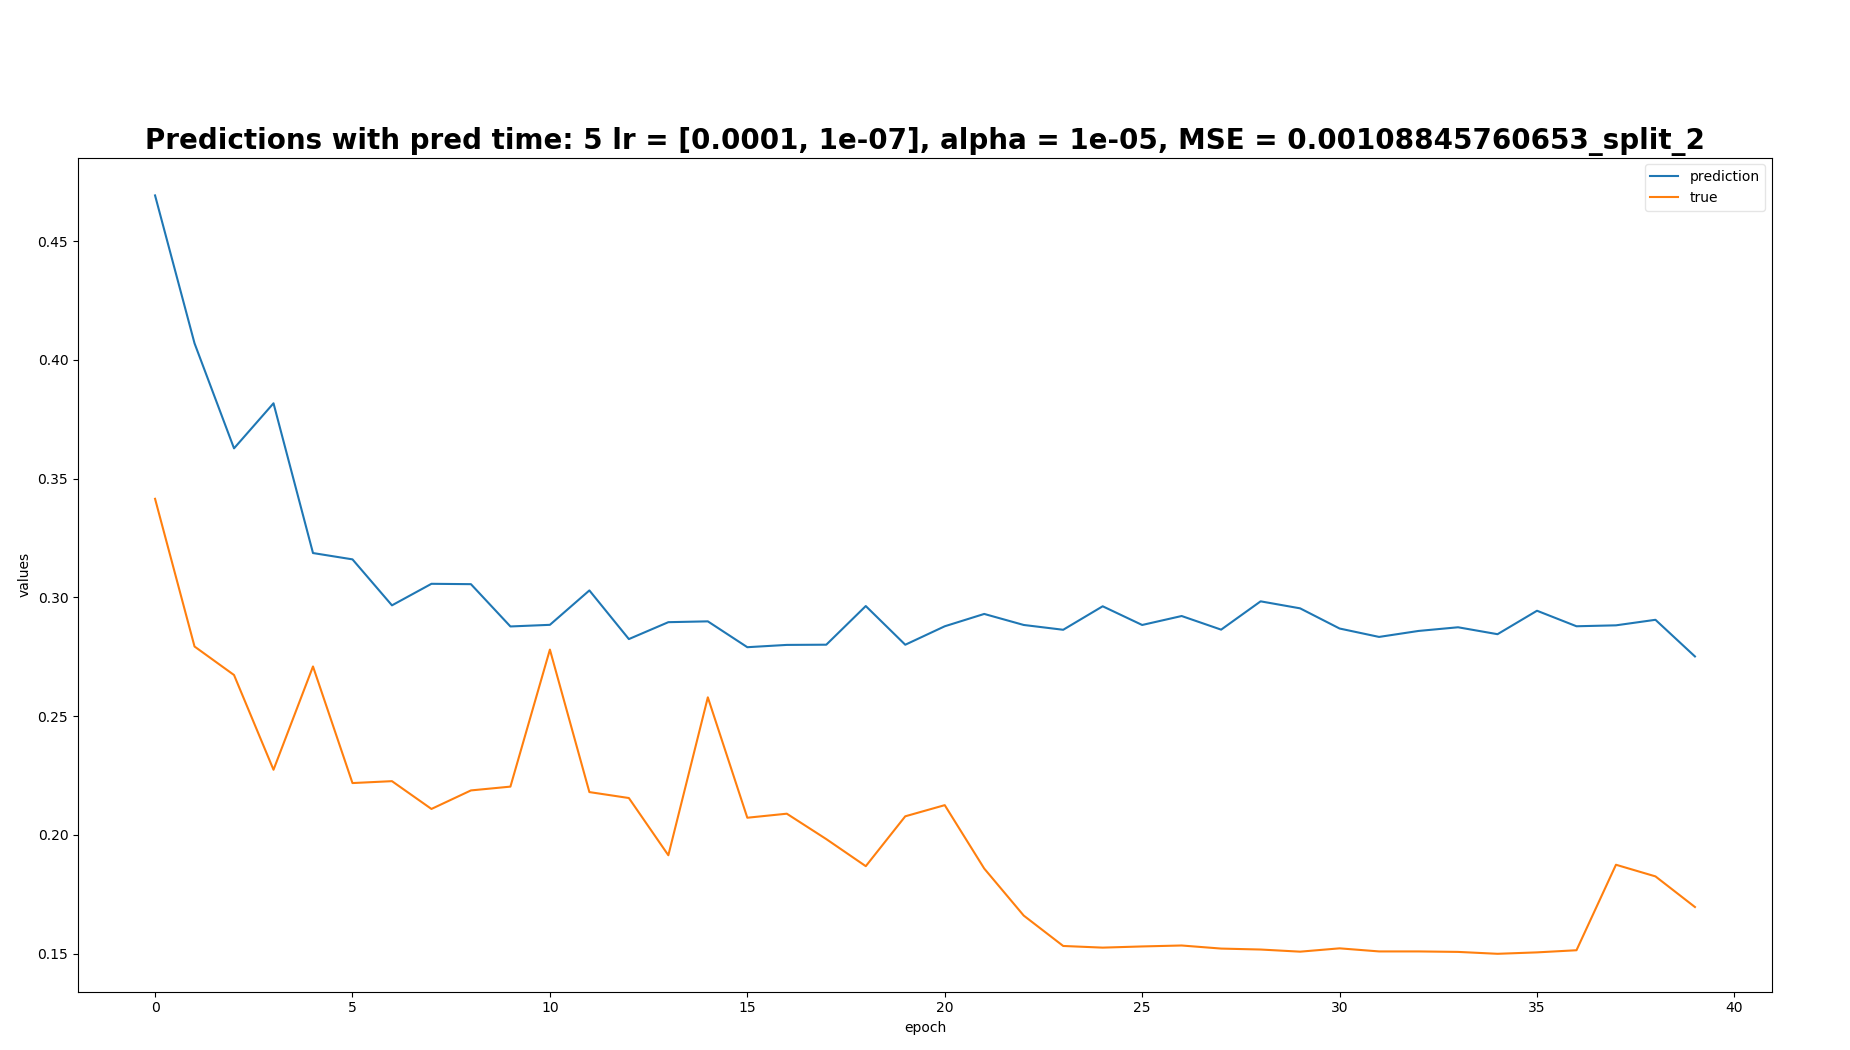 Predictions with pred time: 5 lr = [0.0001, 1e-07], alpha = 1e-05, MSE = 0.00108845760653_split_2
prediction
true
values
0.45
0.40
0.35
0.30
0.25
0.20
0.15
0 5 10 15 20 25 30 35 40
epoch